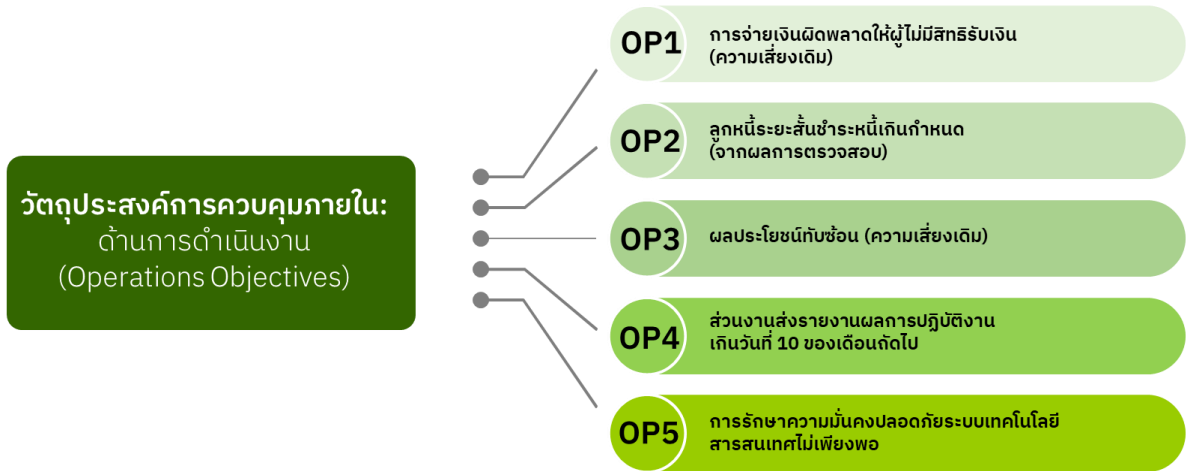 วัตถุประสงค์การควบคุมภายใน:
ด้านการดำเนินงาน
(Operations Objectives)
OP1
การจ่ายเงินผิดพลาดให้ผู้ไม่มีสิทธิรับเงิน
(ความเสี่ยงเดิม)
OP2
ลูกหนี้ระยะสั้นชำระหนี้เกินกำหนด
(จากผลการตรวจสอบ)
OP3
ผลประโยชน์ทับซ้อน (ความเสี่ยงเดิม)
OP4
ส่วนงานส่งรายงานผลการปฏิบัติงาน
เกินวันที่ 10 ของเดือนถัดไป
OP5
การรักษาความมั่นคงปลอดภัยระบบเทคโนโลยี
สารสนเทศไม่เพียงพอ